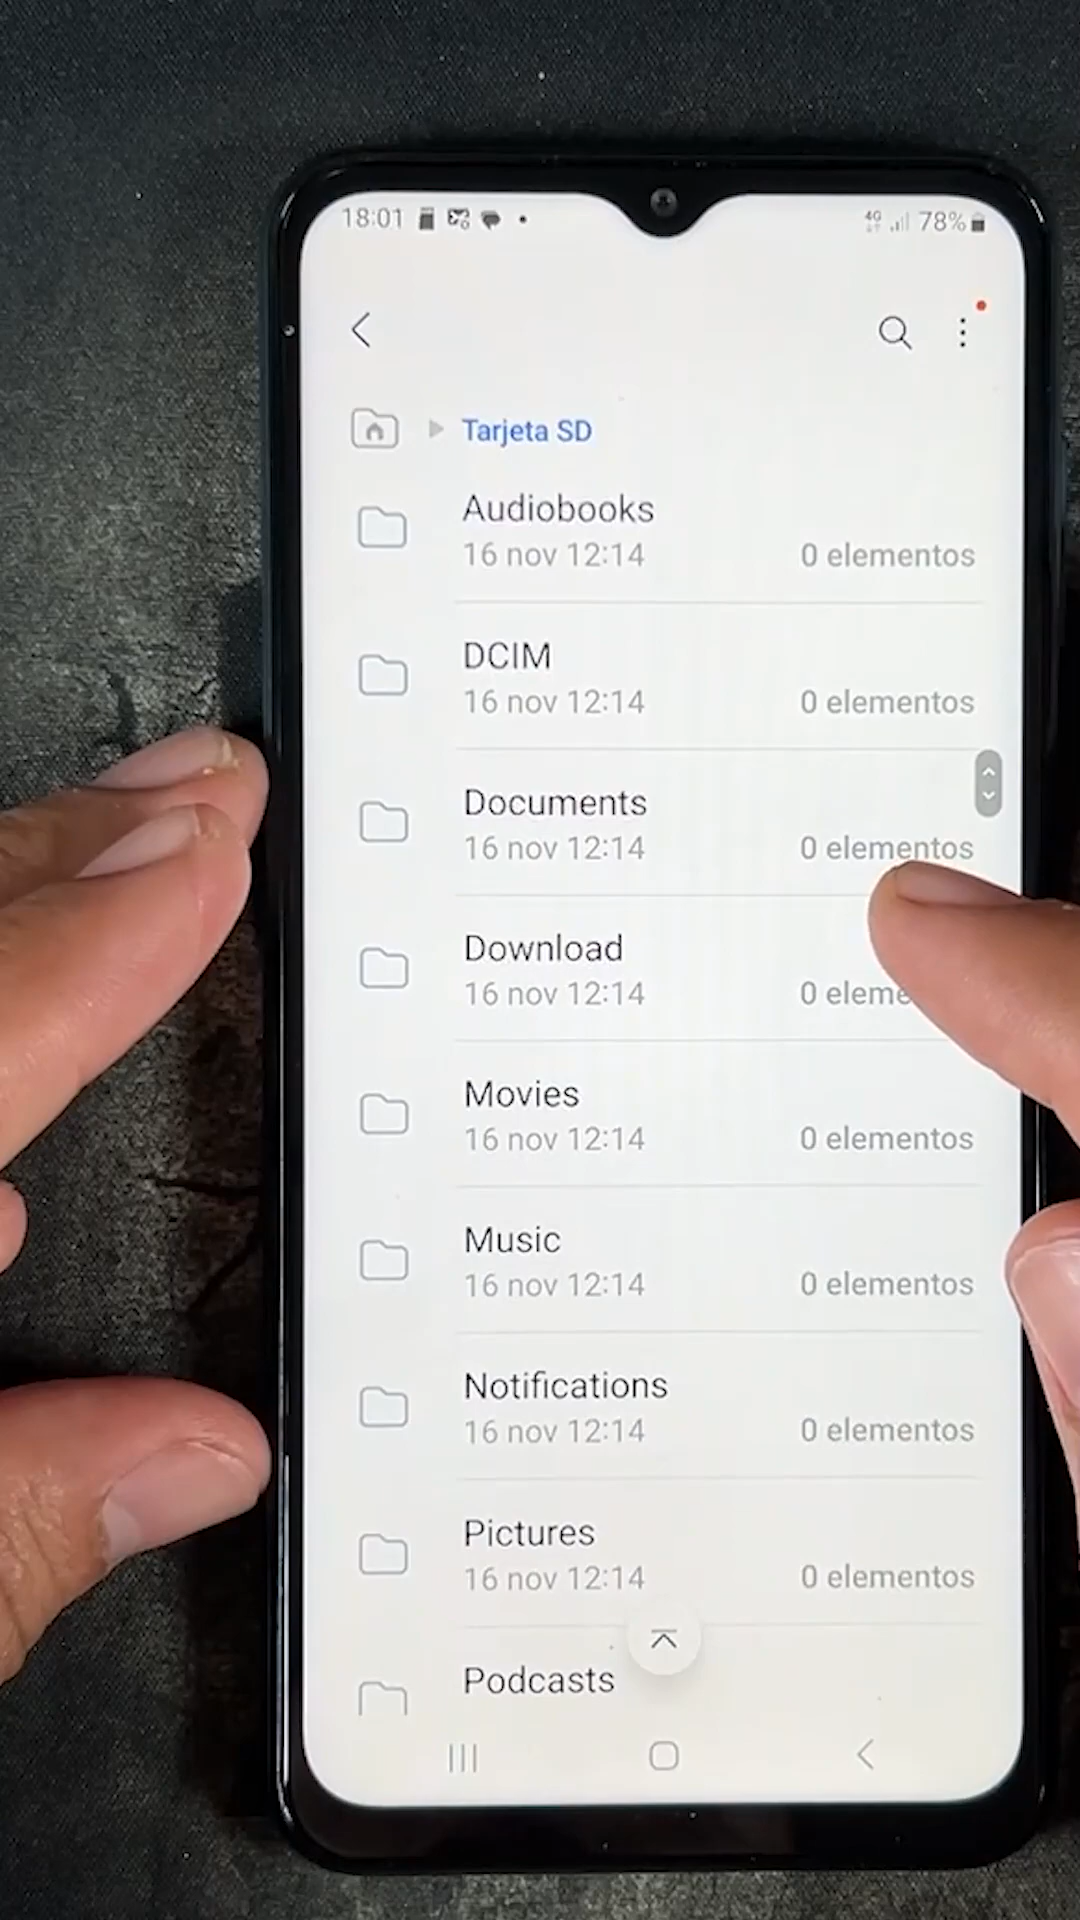 18:01
4G 78%
Tarjeta SD
Audiobooks
16 nov 12:14 0 elementos
DCIM
16 nov 12:14 0 elementos
Documents
16 nov 12:14 0 elementos
Download
16 nov 12:14 0 eleme
Movies
16 nov 12:14 0 elementos
Music
16 nov 12:14 0 elementos
Notifications
16 nov 12:14 0 elementos
Pictures
16 nov 12:14 0 elementos
Podcasts